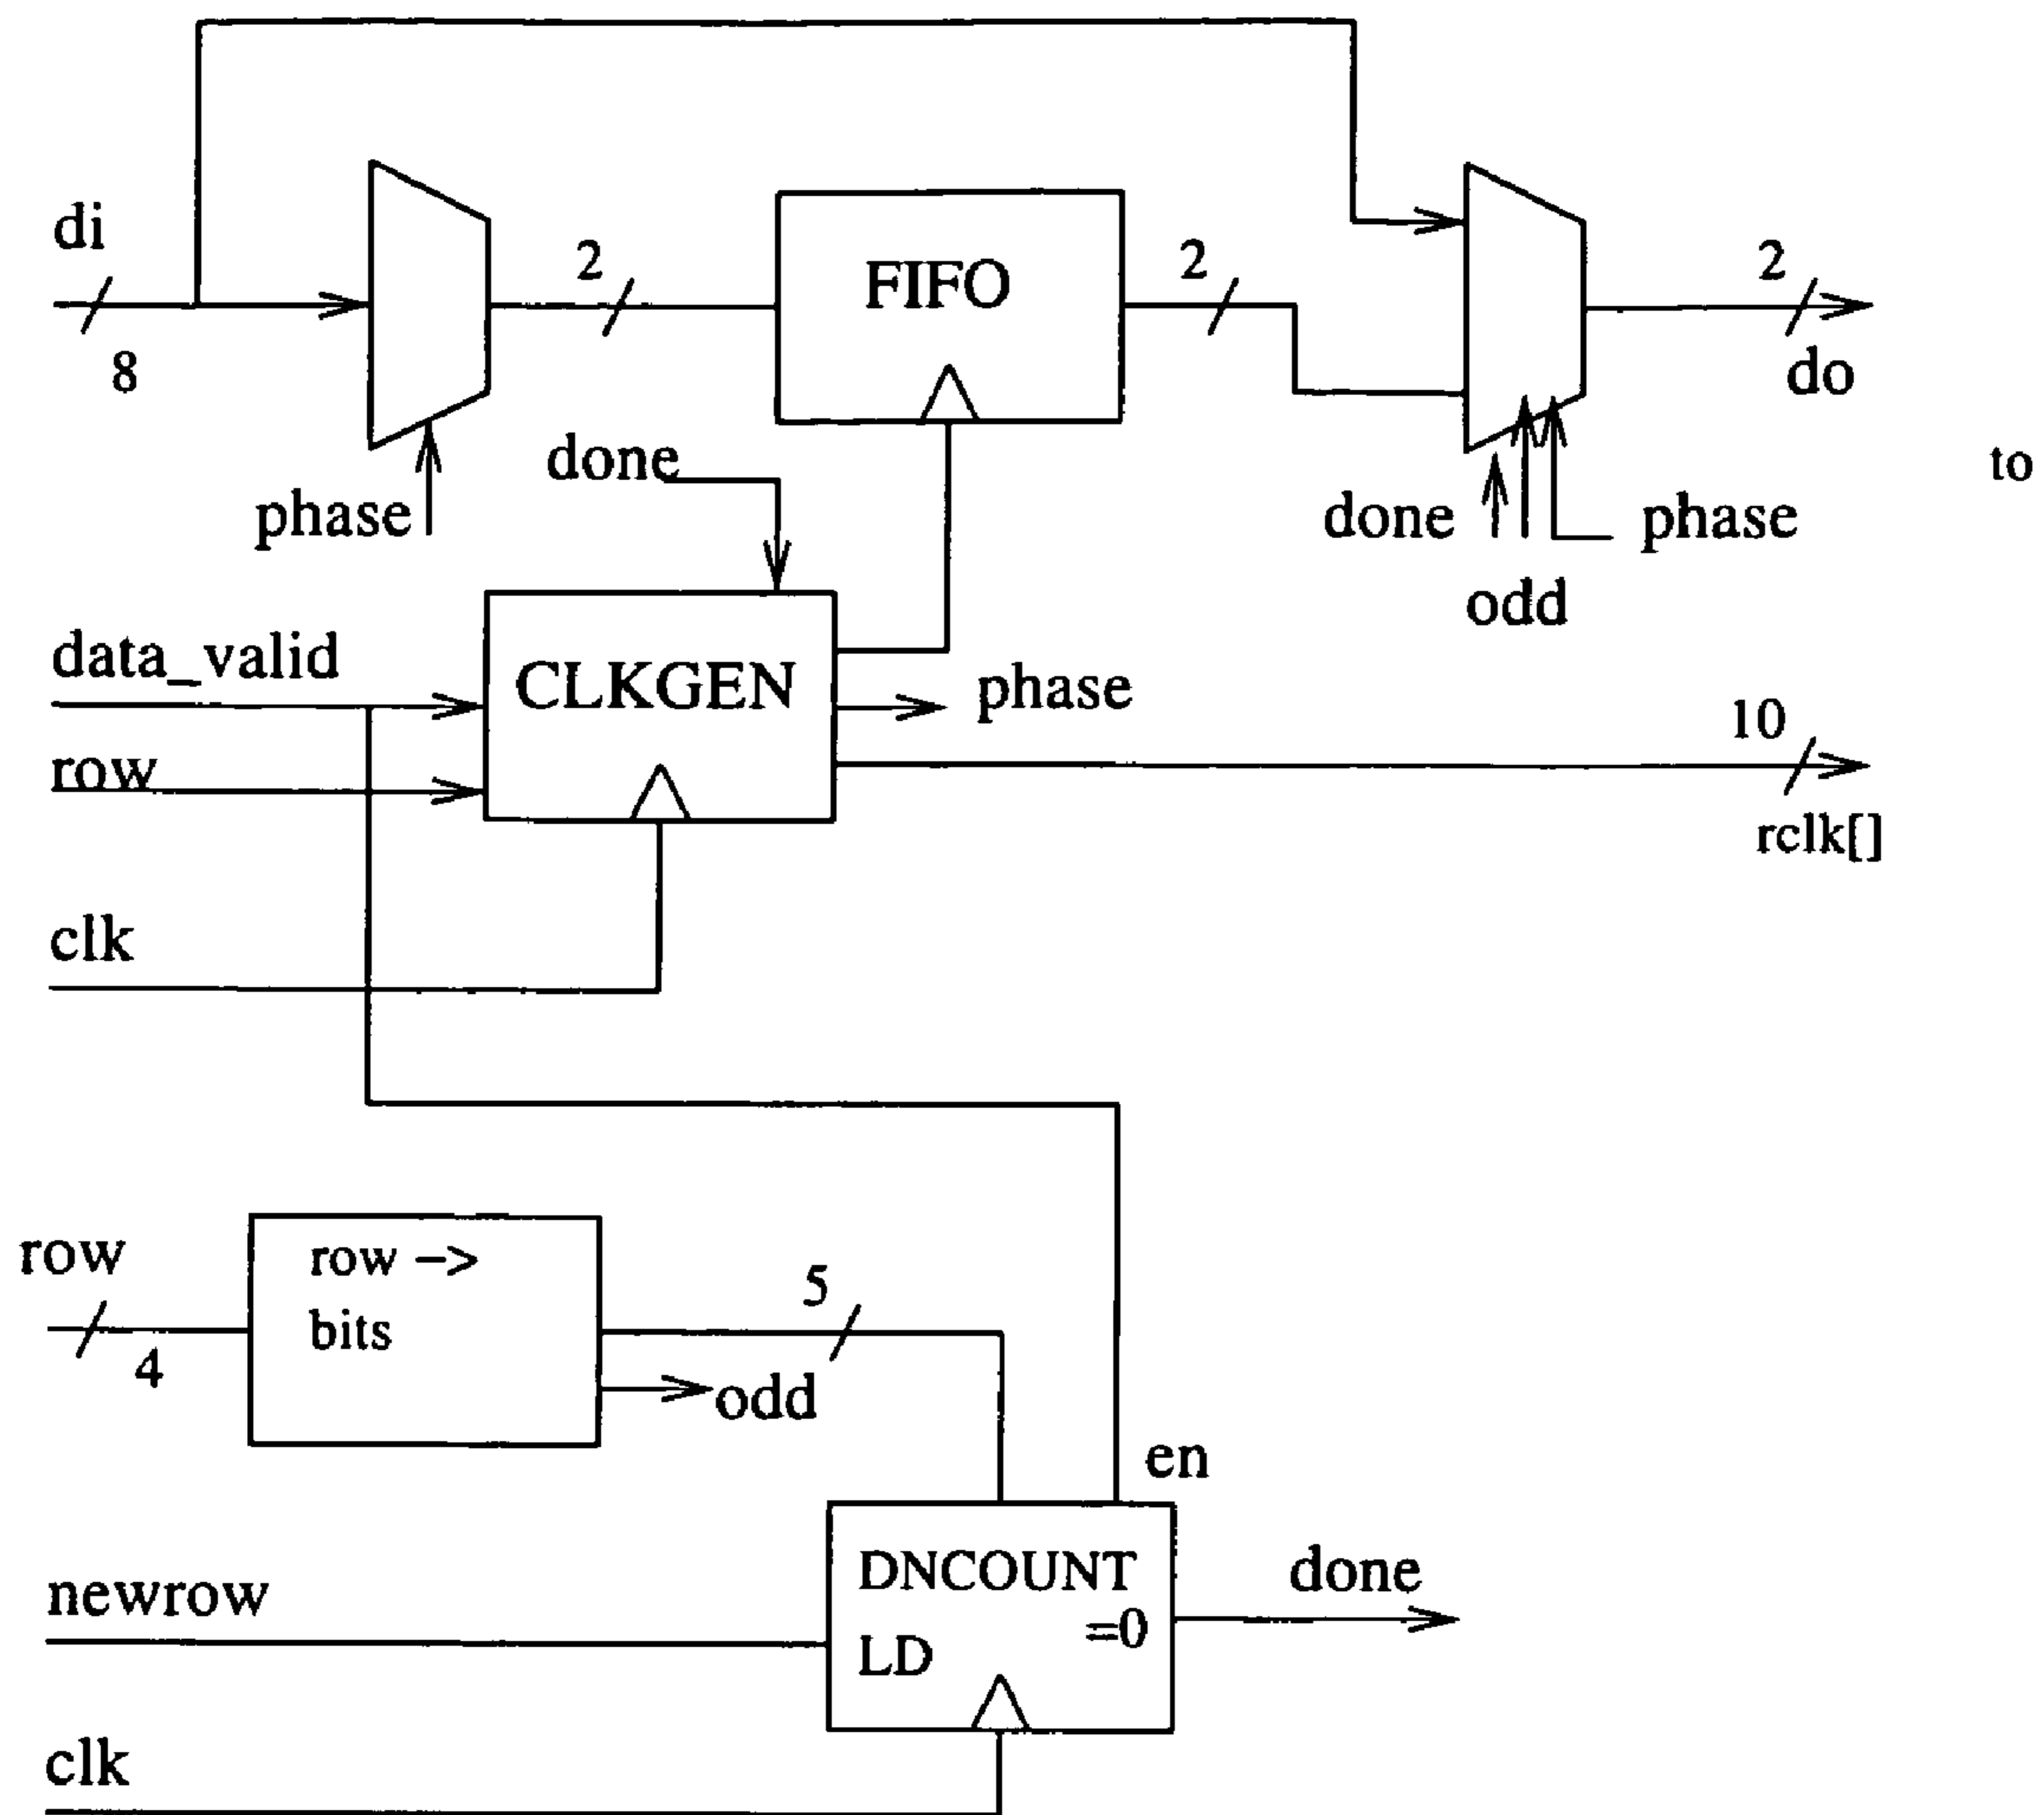 di
8
2
FIFO
2
2
do
to
phase
done
done
odd
phase
data_valid
row
CLKGEN
phase
10
rclk[]
clk
row
4
row ->
bits
5
odd
en
newrow
DNCOUNT
=0
LD
done
clk